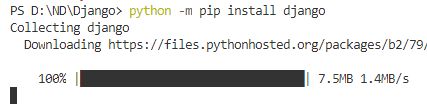 PS D:\ND\Django> python -m pip install django
Collecting django
  Downloading https://files.pythonhosted.org/packages/b2/79/
    100% |████████████████████████████████| 7.5MB 1.4MB/s